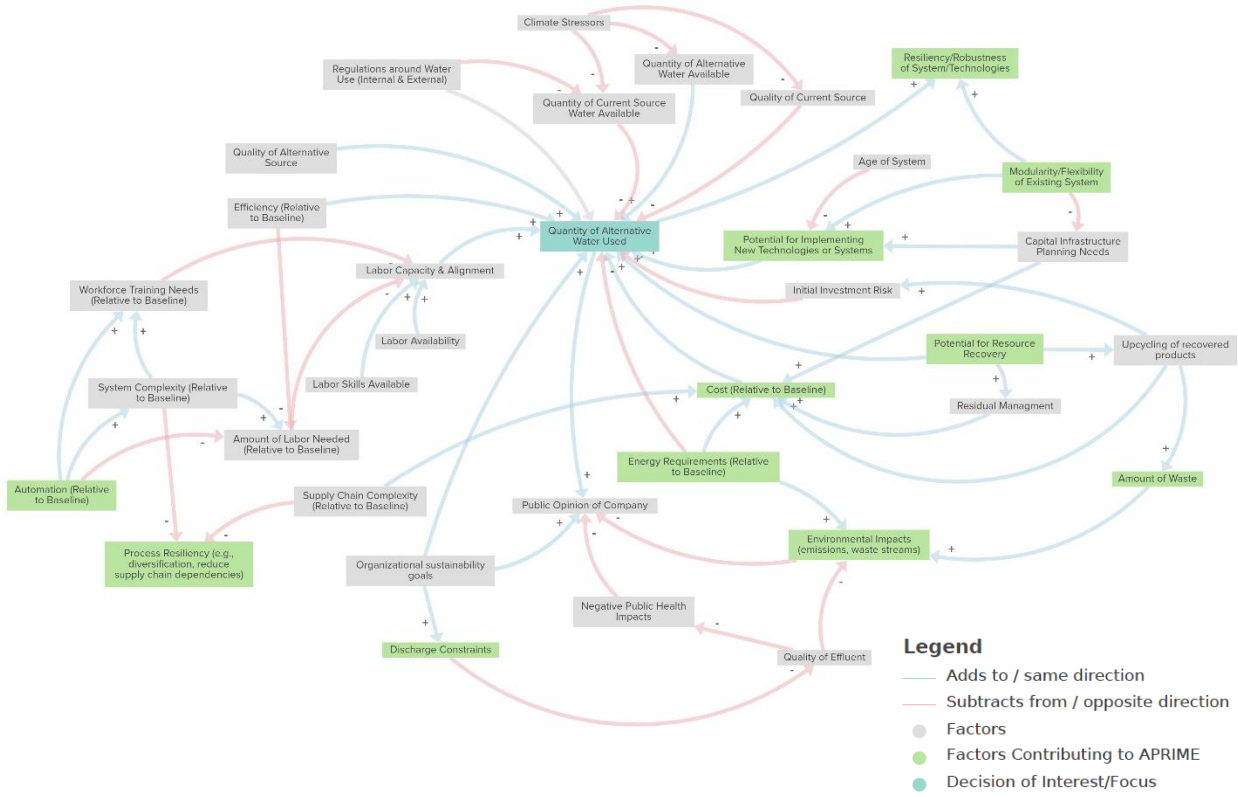 Climate Stressors
Regulations around Water
Use (Internal & External)
Quantity of Alternative
Water Available
Resiliency/Robustness
of System/Technologies
Quantity of Current Source
Water Available
Quality of Current Source
Quality of Alternative
Source
Age of System
Modularity/Flexibility
of Existing System
Efficiency (Relative
to Baseline)
Quantity of Alternative
Water Used
Potential for Implementing
New Technologies or Systems
Capital Infrastructure
Planning Needs
Labor Capacity & Alignment
Workforce Training Needs
(Relative to Baseline)
Initial Investment Risk
Labor Availability
Potential for Resource
Recovery
Upcycling of recovered
products
System Complexity (Relative
to Baseline)
Labor Skills Available
Cost (Relative to Baseline)
Residual Managment
Amount of Labor Needed
(Relative to Baseline)
Energy Requirements (Relative
to Baseline)
Amount of Waste
Automation (Relative
to Baseline)
Supply Chain Complexity
(Relative to Baseline)
Public Opinion of Company
Process Resiliency (e.g.,
diversification, reduce
supply chain dependencies)
Environmental Impacts
(emissions, waste streams)
Organizational sustainability
goals
Negative Public Health
Impacts
Discharge Constraints
Quality of Effluent
Legend
Adds to / same direction
Subtracts from / opposite direction
Factors
Factors Contributing to APRIME
Decision of Interest/Focus